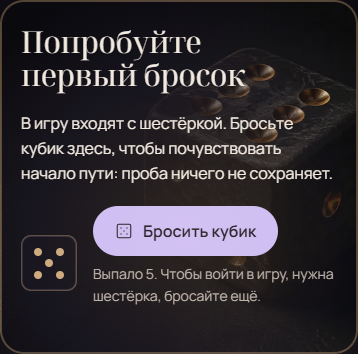 Попробуйте
первый бросок
В игру входят с шестёркой. Бросьте
кубик здесь, чтобы почувствовать
начало пути: проба ничего не сохраняет.
Бросить кубик
Выпало 5. Чтобы войти в игру, нужна
шестёрка, бросайте ещё.